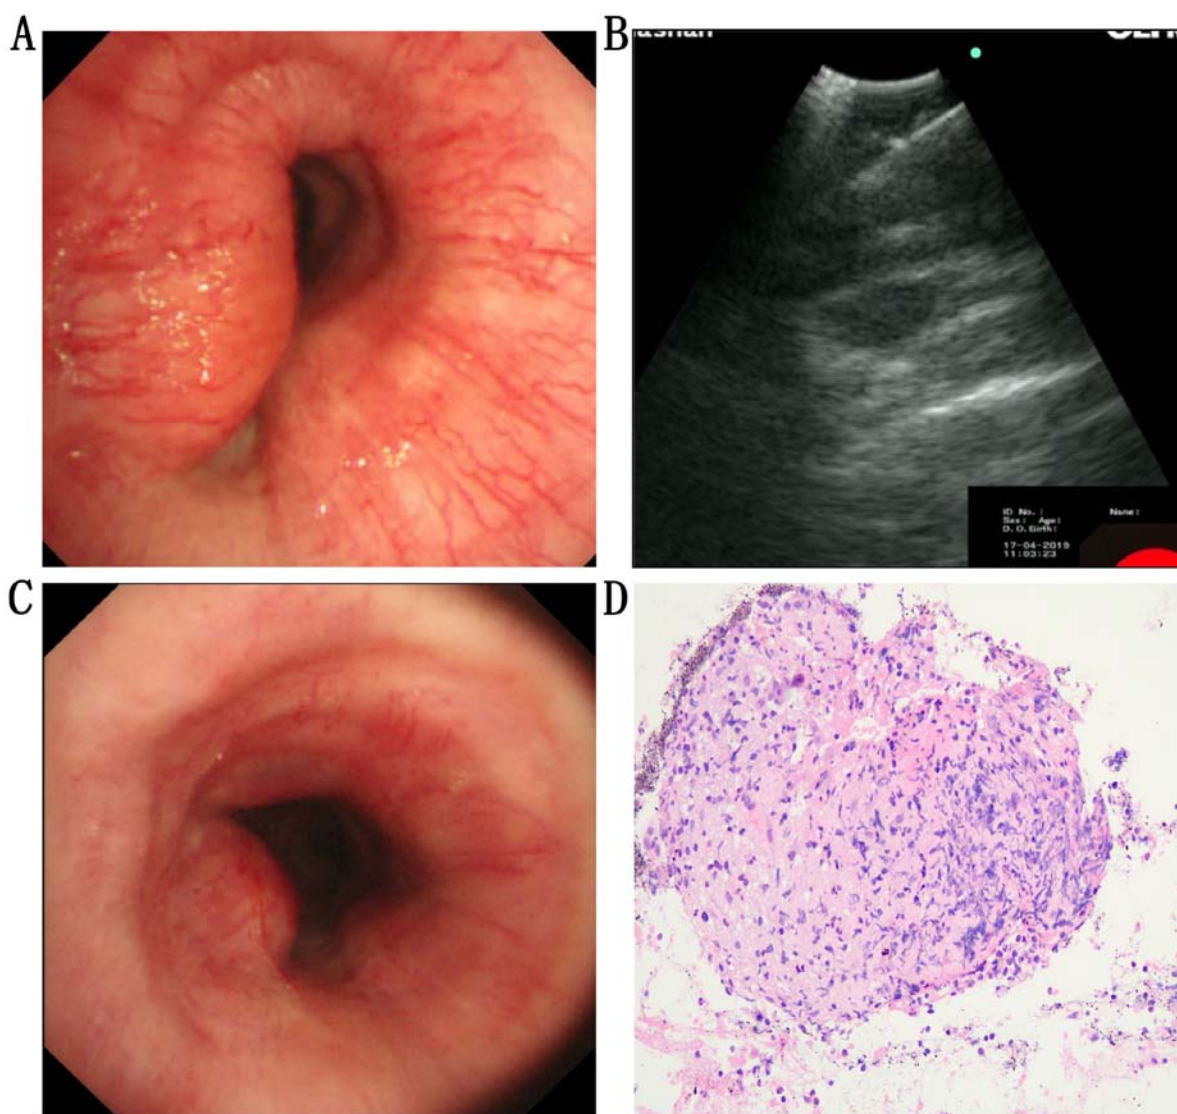 A
B
C
D
ID No. :
Name:
Sex: Age:
D.O.Birth:
17-04-2019
11:03:23